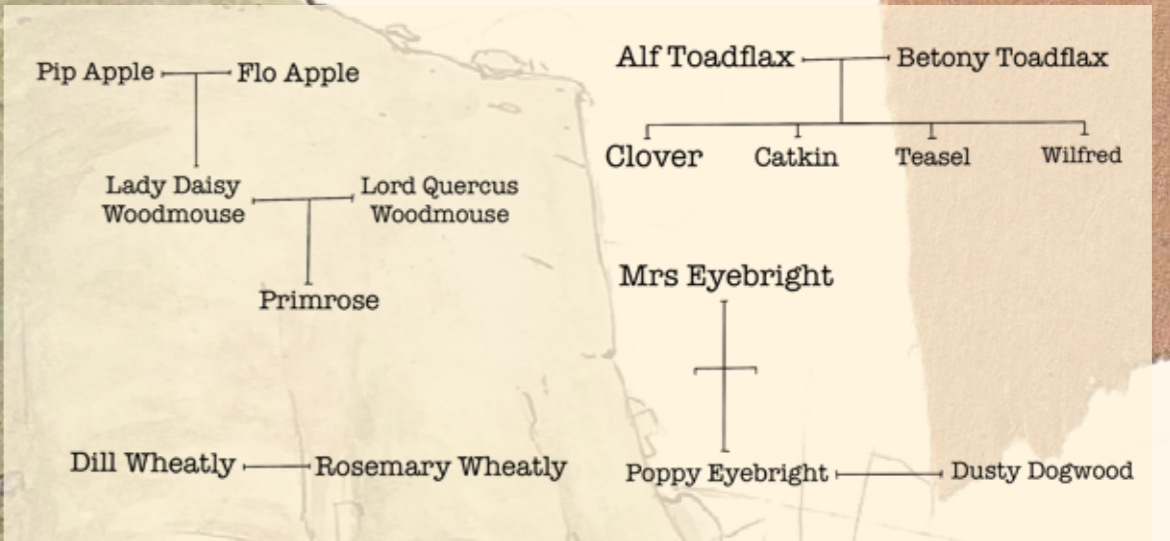 Pip Apple
Flo Apple
Lady Daisy
Woodmouse
Lord Quercus
Woodmouse
Primrose
Dill Wheatly
Rosemary Wheatly
Alf Toadflax
Betony Toadflax
Clover
Catkin
Teasel
Wilfred
Mrs Eyebright
Poppy Eyebright
Dusty Dogwood